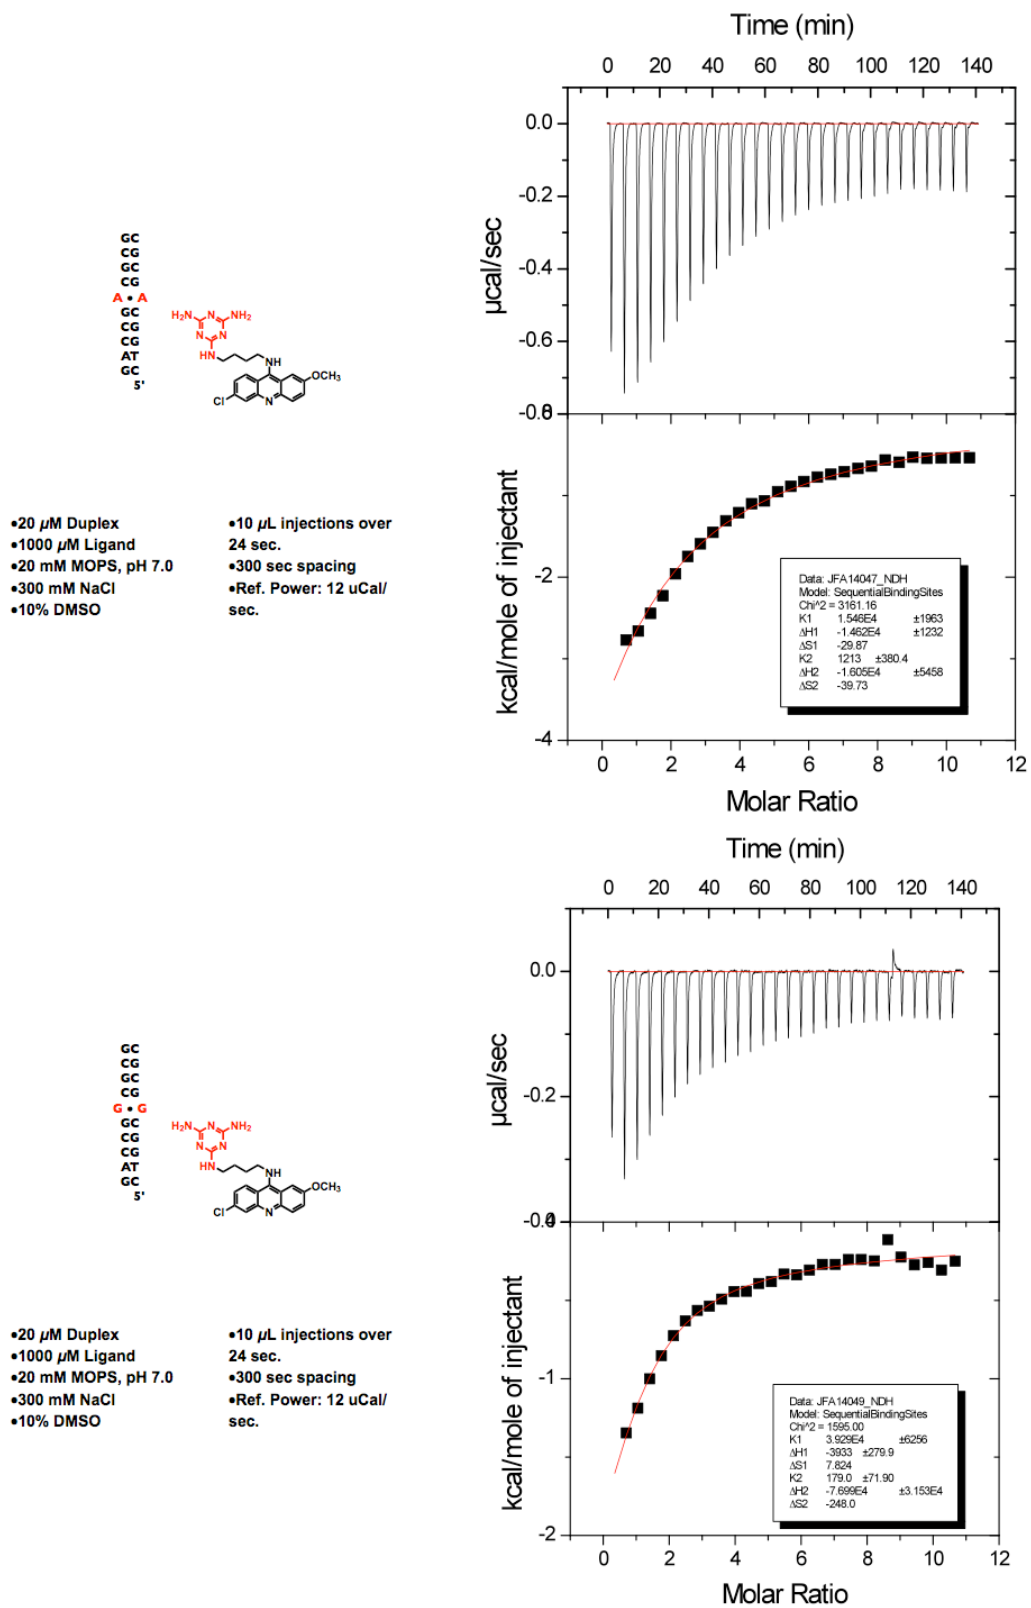 Time (min)
0 20 40 60 80 100 120 140
0.0
-0.2
-0.4
-0.6
-0.8
0
µcal/sec
GC
CG
GC
CG
A • A
GC
CG
CG
AT
GC
5'
H₂N N NH₂
N N
HN
NH
OCH₃
Cl N
•20 µM Duplex
•1000 µM Ligand
•20 mM MOPS, pH 7.0
•300 mM NaCl
•10% DMSO
•10 µL injections over
24 sec.
•300 sec spacing
•Ref. Power: 12 uCal/
sec.
kcal/mole of injectant
-2
-4
Data: JFA14047_NDH
Model: SequentialBindingSites
Chi^2 = 3161.16
K1 1.546E4 ±1963
ΔH1 -1.462E4 ±1232
ΔS1 -29.87
K2 1213 ±380.4
ΔH2 -1.605E4 ±5458
ΔS2 -39.73
0 2 4 6 8 10 12
Molar Ratio
Time (min)
0 20 40 60 80 100 120 140
0.0
-0.2
-0.4
0
µcal/sec
GC
CG
GC
CG
G • G
GC
CG
CG
AT
GC
5'
H₂N N NH₂
N N
HN
NH
OCH₃
Cl N
•20 µM Duplex
•1000 µM Ligand
•20 mM MOPS, pH 7.0
•300 mM NaCl
•10% DMSO
•10 µL injections over
24 sec.
•300 sec spacing
•Ref. Power: 12 uCal/
sec.
kcal/mole of injectant
-1
-2
Data: JFA14049_NDH
Model: SequentialBindingSites
Chi^2 = 1595.00
K1 3.929E4 ±6256
ΔH1 -3933 ±279.9
ΔS1 7.824
K2 179.0 ±71.90
ΔH2 -7.699E4 ±3.153E4
ΔS2 -248.0
0 2 4 6 8 10 12
Molar Ratio